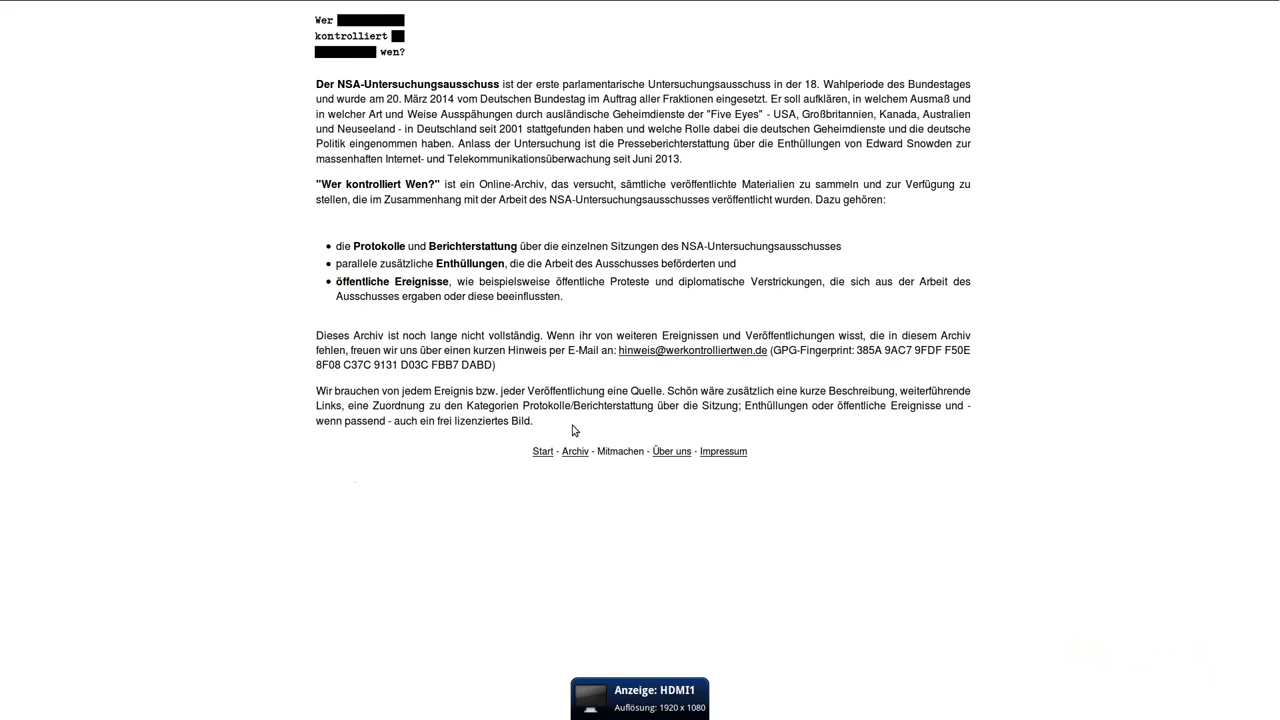 Wer
kontrolliert
wen?
Der NSA-Untersuchungsausschuss ist der erste parlamentarische Untersuchungsausschuss in der 18. Wahlperiode des Bundestages
und wurde am 20. März 2014 vom Deutschen Bundestag im Auftrag aller Fraktionen eingesetzt. Er soll aufklären, in welchem Ausmaß und
in welcher Art und Weise Ausspähungen durch ausländische Geheimdienste der "Five Eyes" - USA, Großbritannien, Kanada, Australien
und Neuseeland - in Deutschland seit 2001 stattgefunden haben und welche Rolle dabei die deutschen Geheimdienste und die deutsche
Politik eingenommen haben. Anlass der Untersuchung ist die Presseberichterstattung über die Enthüllungen von Edward Snowden zur
massenhaften Internet- und Telekommunikationsüberwachung seit Juni 2013.
"Wer kontrolliert Wen?" ist ein Online-Archiv, das versucht, sämtliche veröffentlichte Materialien zu sammeln und zur Verfügung zu
stellen, die im Zusammenhang mit der Arbeit des NSA-Untersuchungsausschusses veröffentlicht wurden. Dazu gehören:
• die Protokolle und Berichterstattung über die einzelnen Sitzungen des NSA-Untersuchungsausschusses
• parallele zusätzliche Enthüllungen, die die Arbeit des Ausschusses beförderten und
• öffentliche Ereignisse, wie beispielsweise öffentliche Proteste und diplomatische Verstrickungen, die sich aus der Arbeit des
Ausschusses ergaben oder diese beeinflussten.
Dieses Archiv ist noch lange nicht vollständig. Wenn ihr von weiteren Ereignissen und Veröffentlichungen wisst, die in diesem Archiv
fehlen, freuen wir uns über einen kurzen Hinweis per E-Mail an: hinweis@werkontrolliertwen.de (GPG-Fingerprint: 385A 9AC7 9FDF F50E
8F08 C37C 9131 D03C FBB7 DABD)
Wir brauchen von jedem Ereignis bzw. jeder Veröffentlichung eine Quelle. Schön wäre zusätzlich eine kurze Beschreibung, weiterführende
Links, eine Zuordnung zu den Kategorien Protokolle/Berichterstattung über die Sitzung; Enthüllungen oder öffentliche Ereignisse und -
wenn passend - auch ein frei lizenziertes Bild.
Start - Archiv - Mitmachen - Über uns - Impressum
Anzeige: HDMI1
Auflösung: 1920 x 1080